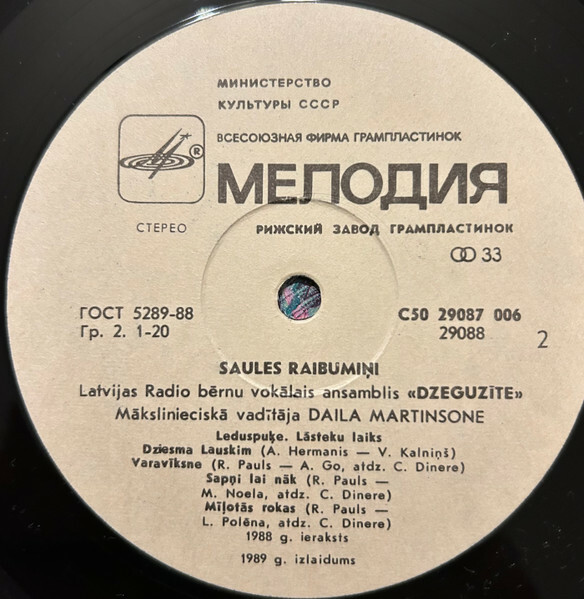 МИНИСТЕРСТВО
КУЛЬТУРЫ СССР
ВСЕСОЮЗНАЯ ФИРМА ГРАМПЛАСТИНОК
®
МЕЛОДИЯ
СТЕРЕО
РИЖСКИЙ ЗАВОД ГРАМПЛАСТИНОК
33
ГОСТ 5289-88
Гр. 2. 1-20
С50 29087 006
29088
2
SAULES RAIBUMIŅI
Latvijas Radio bērnu vokālais ansamblis «DZEGUZĪTE»
Mākslinieciskā vadītāja DAILA MARTINSONE
Leduspuķe. Lāsteku laiks
Dziesma Lauskim (A. Hermanis — V. Kalniņš)
Varavīksne (R. Pauls — A. Go, atdz. C. Dinere)
Sapņi lai nāk (R. Pauls —
M. Noela, atdz. C. Dinere)
Mīļotās rokas (R. Pauls —
L. Polēna, atdz. C. Dinere)
1988 g. ieraksts
1989 g. izlaidums